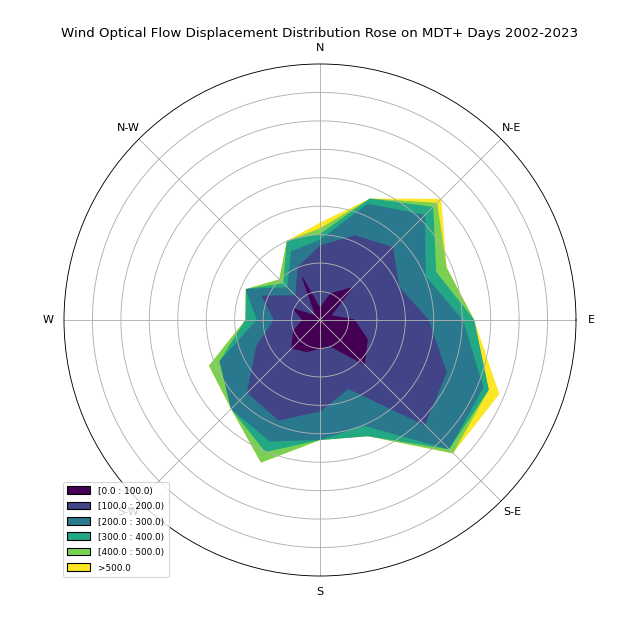 Wind Optical Flow Displacement Distribution Rose on MDT+ Days 2002-2023
N
N-W
N-E
W
E
S-W
S-E
S
[0.0 : 100.0)
[100.0 : 200.0)
[200.0 : 300.0)
[300.0 : 400.0)
[400.0 : 500.0)
>500.0